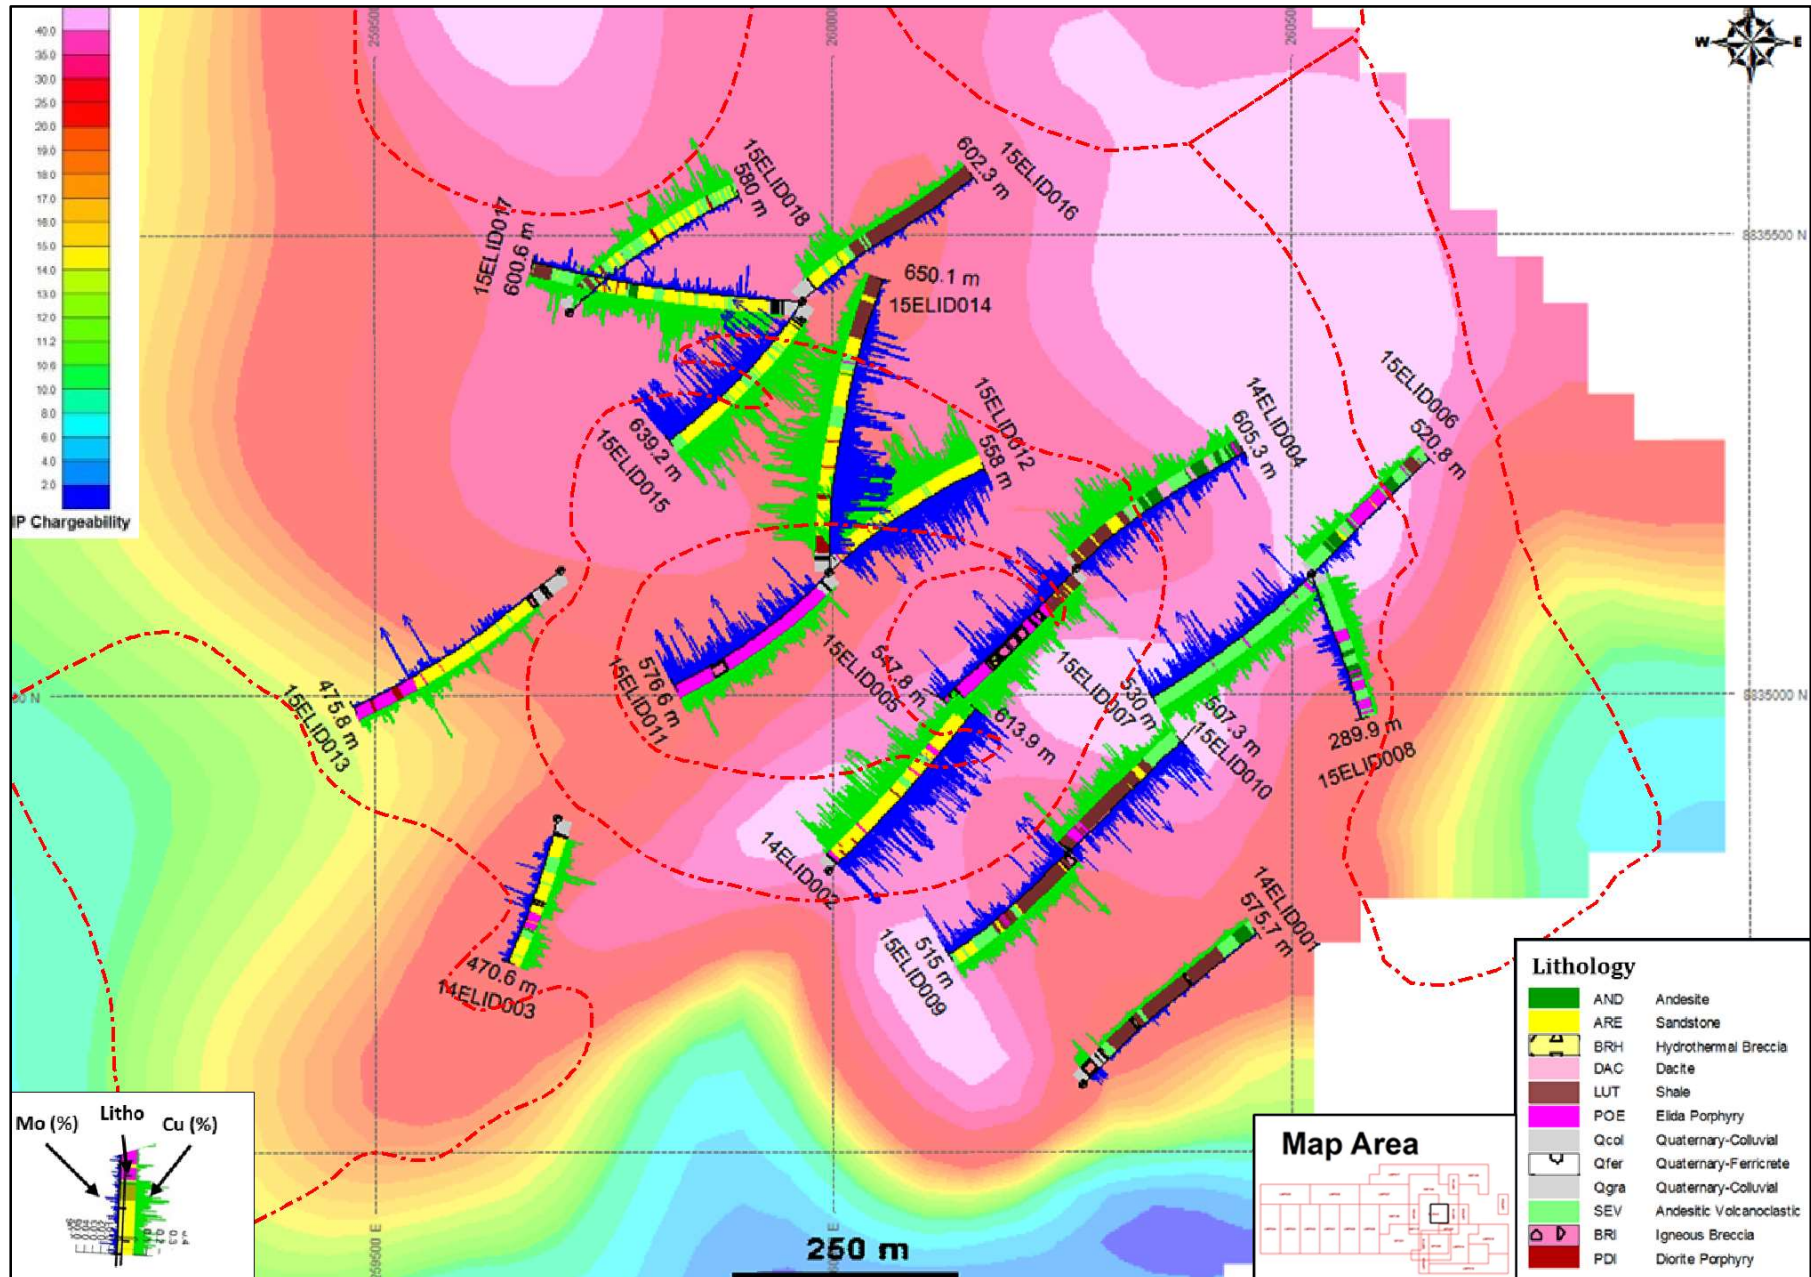 40.0
35.0
30.0
25.0
20.0
19.0
18.0
17.0
16.0
15.0
14.0
13.0
12.0
11.2
10.6
10.0
8.0
6.0
4.0
2.0
IP Chargeability
260000
W
E
8835500 N
8835000 N
00 N
259500 E
15ELID018
580 m
602.3 m
15ELID016
15ELID017
600.6 m
650.1 m
15ELID014
639.2 m
15ELID015
15ELID012
558 m
14ELID004
605.3 m
15ELID006
520.8 m
475.8 m
15ELID013
576.6 m
15ELID011
15ELID005
547.8 m
15ELID007
530 m
613.9 m
507.3 m
15ELID010
289.9 m
15ELID008
14ELID002
470.6 m
14ELID003
515 m
15ELID009
14ELID001
575.7 m
Mo (%)
Litho
Cu (%)
250 m
Map Area
Lithology
AND Andesite
ARE Sandstone
BRH Hydrothermal Breccia
DAC Dacite
LUT Shale
POE Elida Porphyry
Qcol Quaternary-Colluvial
Qfer Quaternary-Ferricrete
Qgra Quaternary-Colluvial
SEV Andesitic Volcanoclastic
BRI Igneous Breccia
PDI Diorite Porphyry